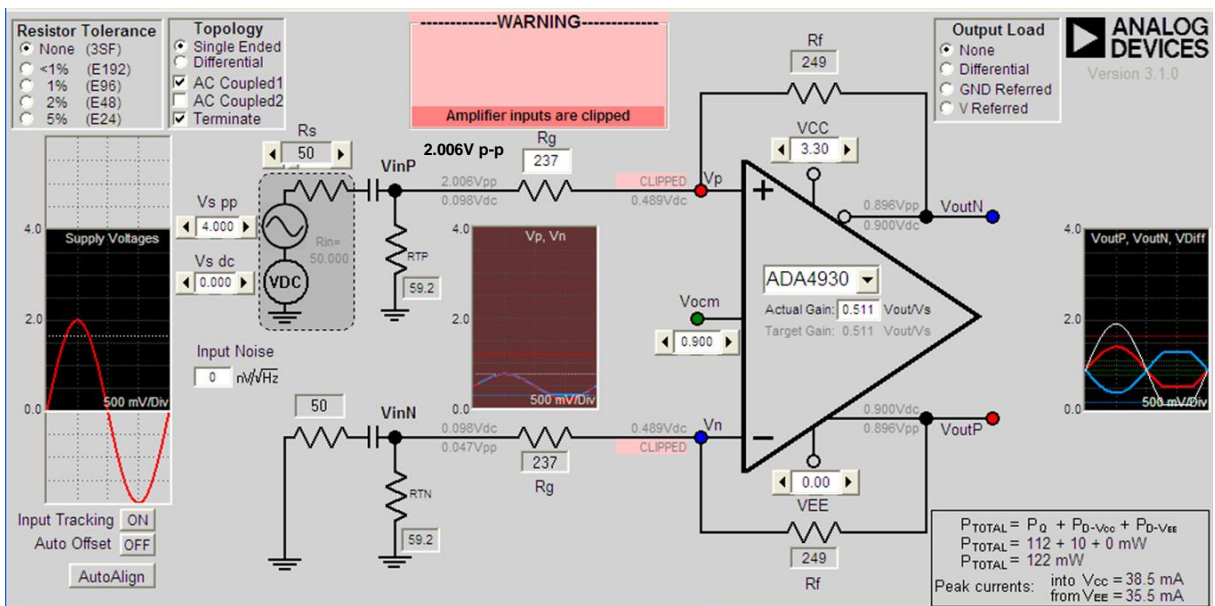 Resistor Tolerance
None (3SF)
<1% (E192)
1% (E96)
2% (E48)
5% (E24)
Topology
Single Ended
Differential
AC Coupled1
AC Coupled2
Terminate
WARNING
Amplifier inputs are clipped
Output Load
None
Differential
GND Referred
V Referred
ANALOG
DEVICES
Version 3.1.0
Rs
50
Vs pp
4.000
Vs dc
0.000
Rin=
50.000
VDC
VinP
2.006V p-p
2.006Vpp
0.098Vdc
Rg
237
CLIPPED
0.489Vdc
Vp
Rf
249
VCC
3.30
0.896Vpp
0.900Vdc
VoutN
RTP
59.2
4.0
Supply Voltages
2.0
0.0
500 mV/Div
4.0
Vp, Vn
2.0
0.0
500 mV/Div
Vocm
0.900
ADA4930
Actual Gain: 0.511 Vout/Vs
Target Gain: 0.511 Vout/Vs
4.0
VoutP, VoutN, VDiff
2.0
0.0
500 mV/Div
Input Noise
0 nV/√Hz
50
VinN
0.098Vdc
0.047Vpp
237
Rg
0.489Vdc
CLIPPED
Vn
0.900Vdc
0.896Vpp
VoutP
0.00
VEE
RTN
59.2
249
Rf
Input Tracking ON
Auto Offset OFF
AutoAlign
PTOTAL = PQ + PD-Vcc + PD-VEE
PTOTAL = 112 + 10 + 0 mW
PTOTAL = 122 mW
Peak currents: into Vcc = 38.5 mA
from VEE = 35.5 mA